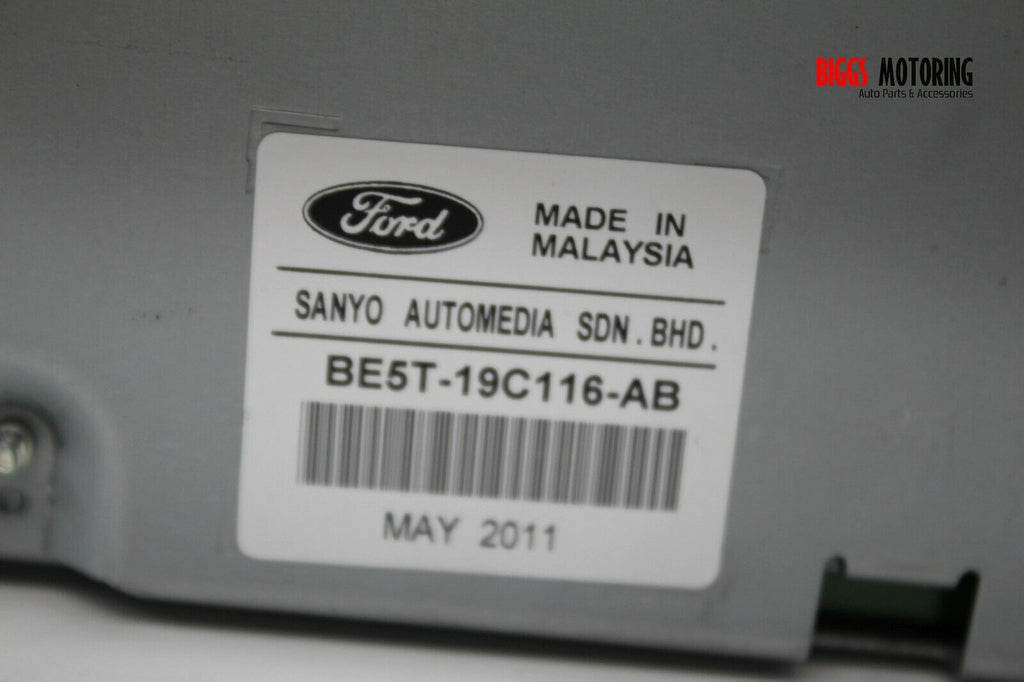 BIGGS MOTORING
Auto Parts & Accessories
Ford
MADE IN
MALAYSIA
SANYO AUTOMEDIA SDN. BHD.
BE5T-19C116-AB
MAY 2011